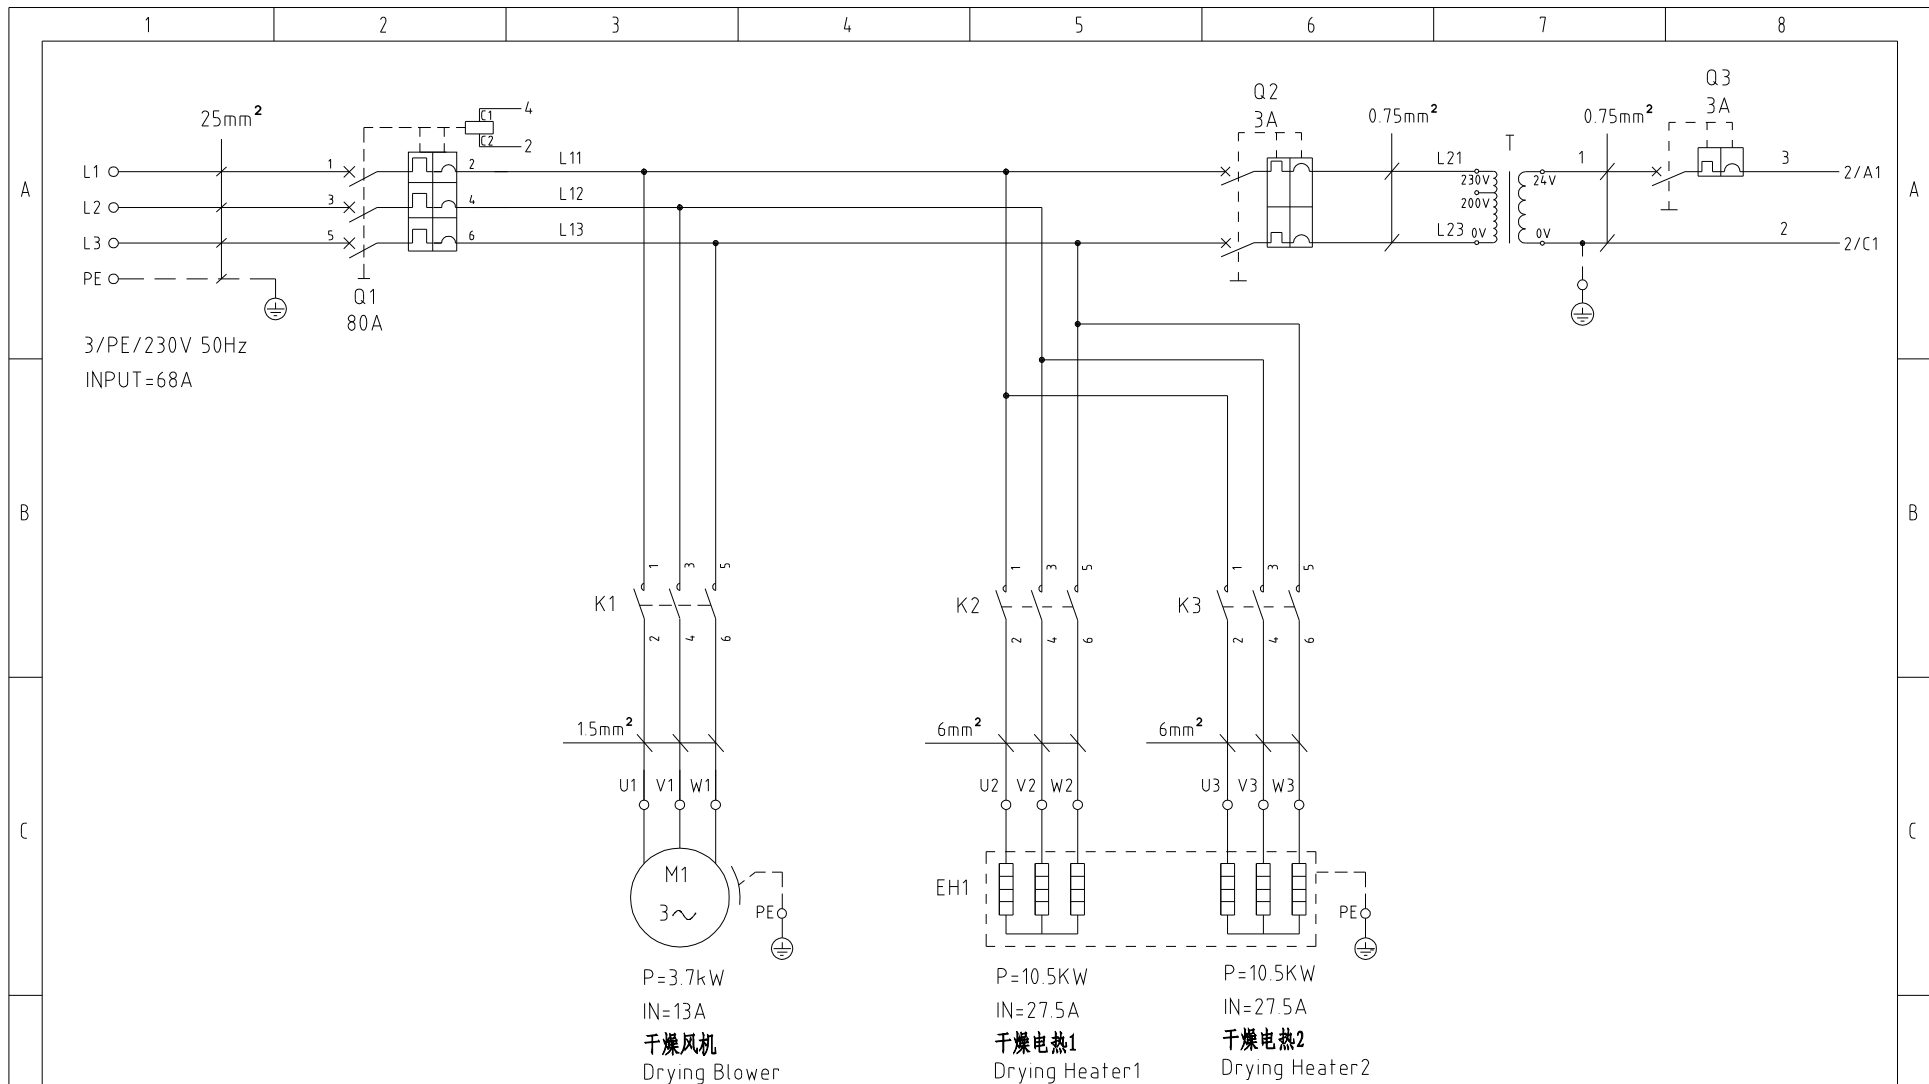 1 2 3 4 5 6 7 8
Q3
3A
Q2
3A
25mm²
C1 4
C2 2
0.75mm²
T
0.75mm²
A
L1 1 2 L11 L21 230V 24V 1 3 2/A1
A
L2 3 4 L12 200V
L3 5 6 L13 L23 0V 0V 2 2/C1
PE
Q1
80A
3/PE/230V 50Hz
INPUT=68A
B
B
1 3 5
1 3 5
1 3 5
K1
K2
K3
2 4 6
2 4 6
2 4 6
1.5mm²
6mm²
6mm²
U1 V1 W1
U2 V2 W2
U3 V3 W3
C
C
M1
3~
PE
EH1
PE
P=3.7kW
IN=13A
干燥风机
Drying Blower
P=10.5KW
IN=27.5A
干燥电热1
Drying Heater1
P=10.5KW
IN=27.5A
干燥电热2
Drying Heater2